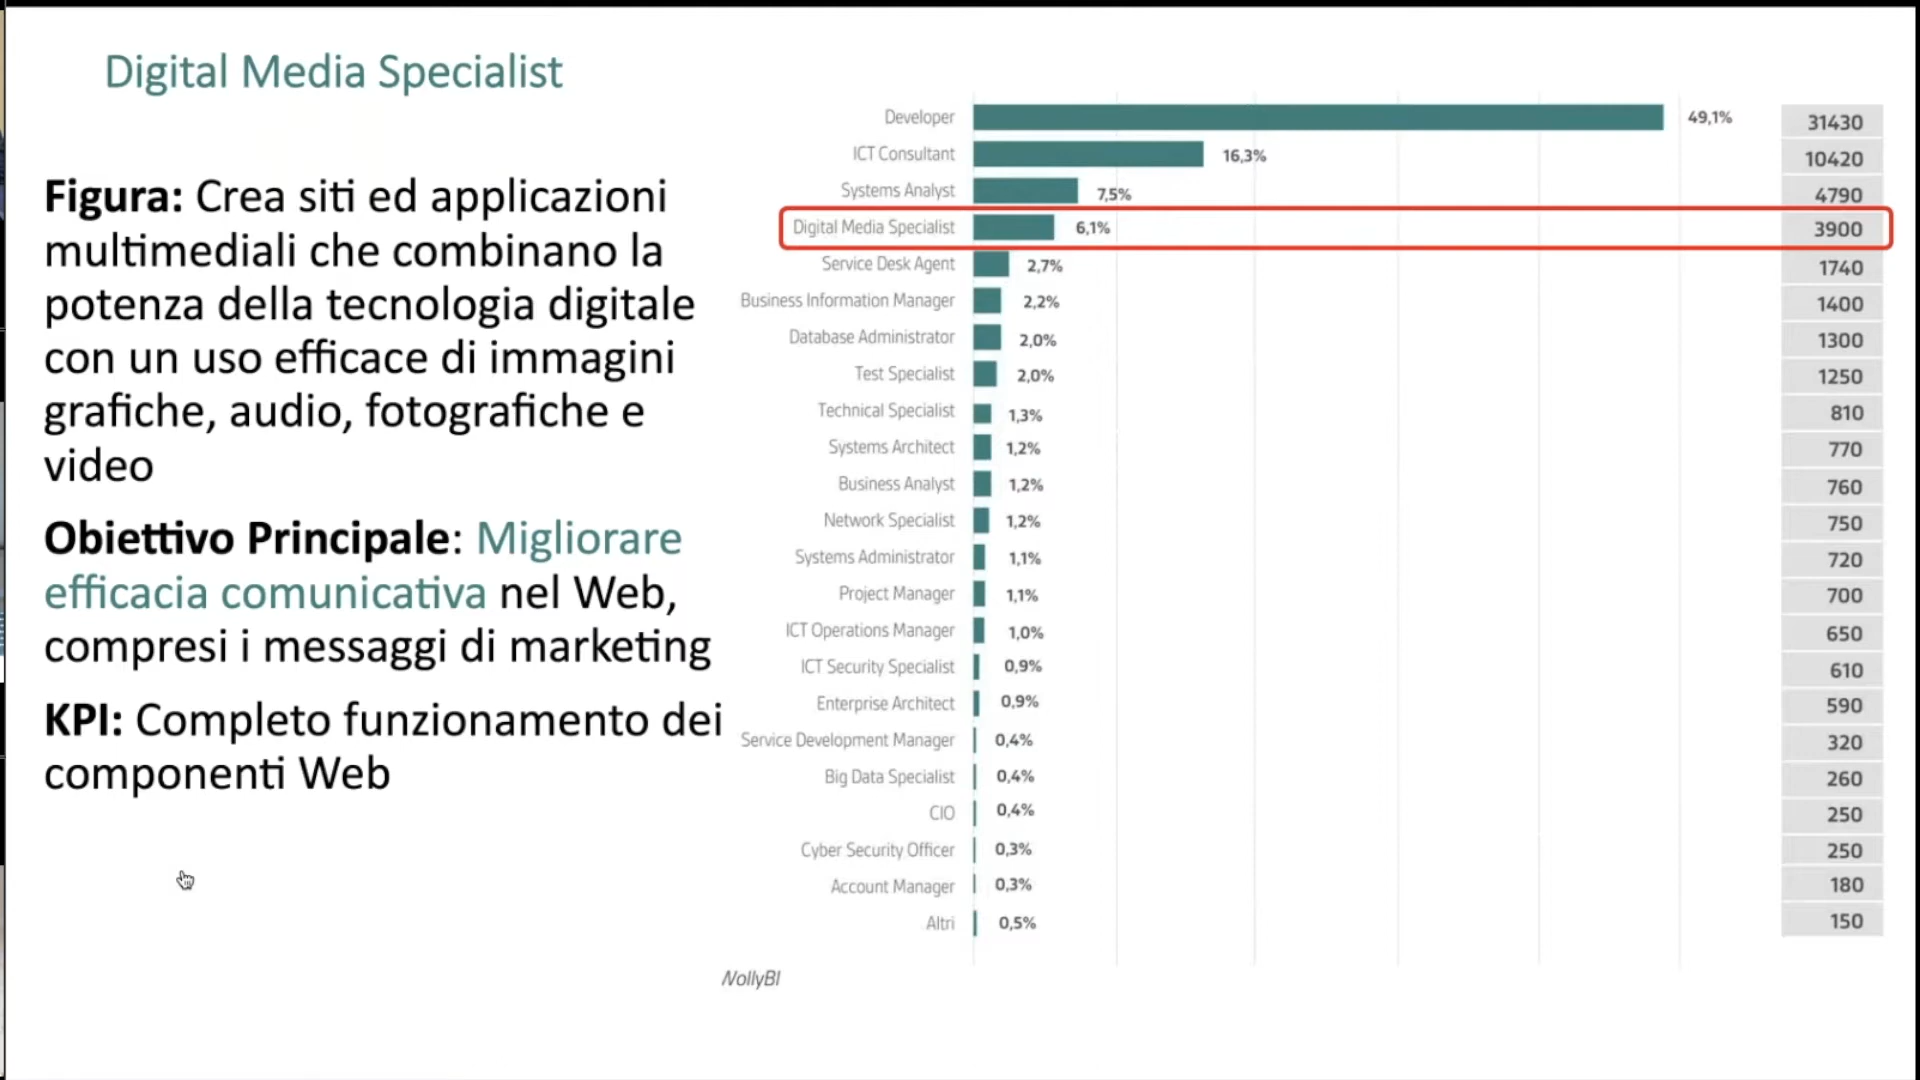 Digital Media Specialist
Figura: Crea siti ed applicazioni
multimediali che combinano la
potenza della tecnologia digitale
con un uso efficace di immagini
grafiche, audio, fotografiche e
video
Obiettivo Principale: Migliorare
efficacia comunicativa nel Web,
compresi i messaggi di marketing
KPI: Completo funzionamento dei
componenti Web
Developer 49,1% 31430
ICT Consultant 16,3% 10420
Systems Analyst 7,5% 4790
Digital Media Specialist 6,1% 3900
Service Desk Agent 2,7% 1740
Business Information Manager 2,2% 1400
Database Administrator 2,0% 1300
Test Specialist 2,0% 1250
Technical Specialist 1,3% 810
Systems Architect 1,2% 770
Business Analyst 1,2% 760
Network Specialist 1,2% 750
Systems Administrator 1,1% 720
Project Manager 1,1% 700
ICT Operations Manager 1,0% 650
ICT Security Specialist 0,9% 610
Enterprise Architect 0,9% 590
Service Development Manager 0,4% 320
Big Data Specialist 0,4% 260
CIO 0,4% 250
Cyber Security Officer 0,3% 250
Account Manager 0,3% 180
Altri 0,5% 150